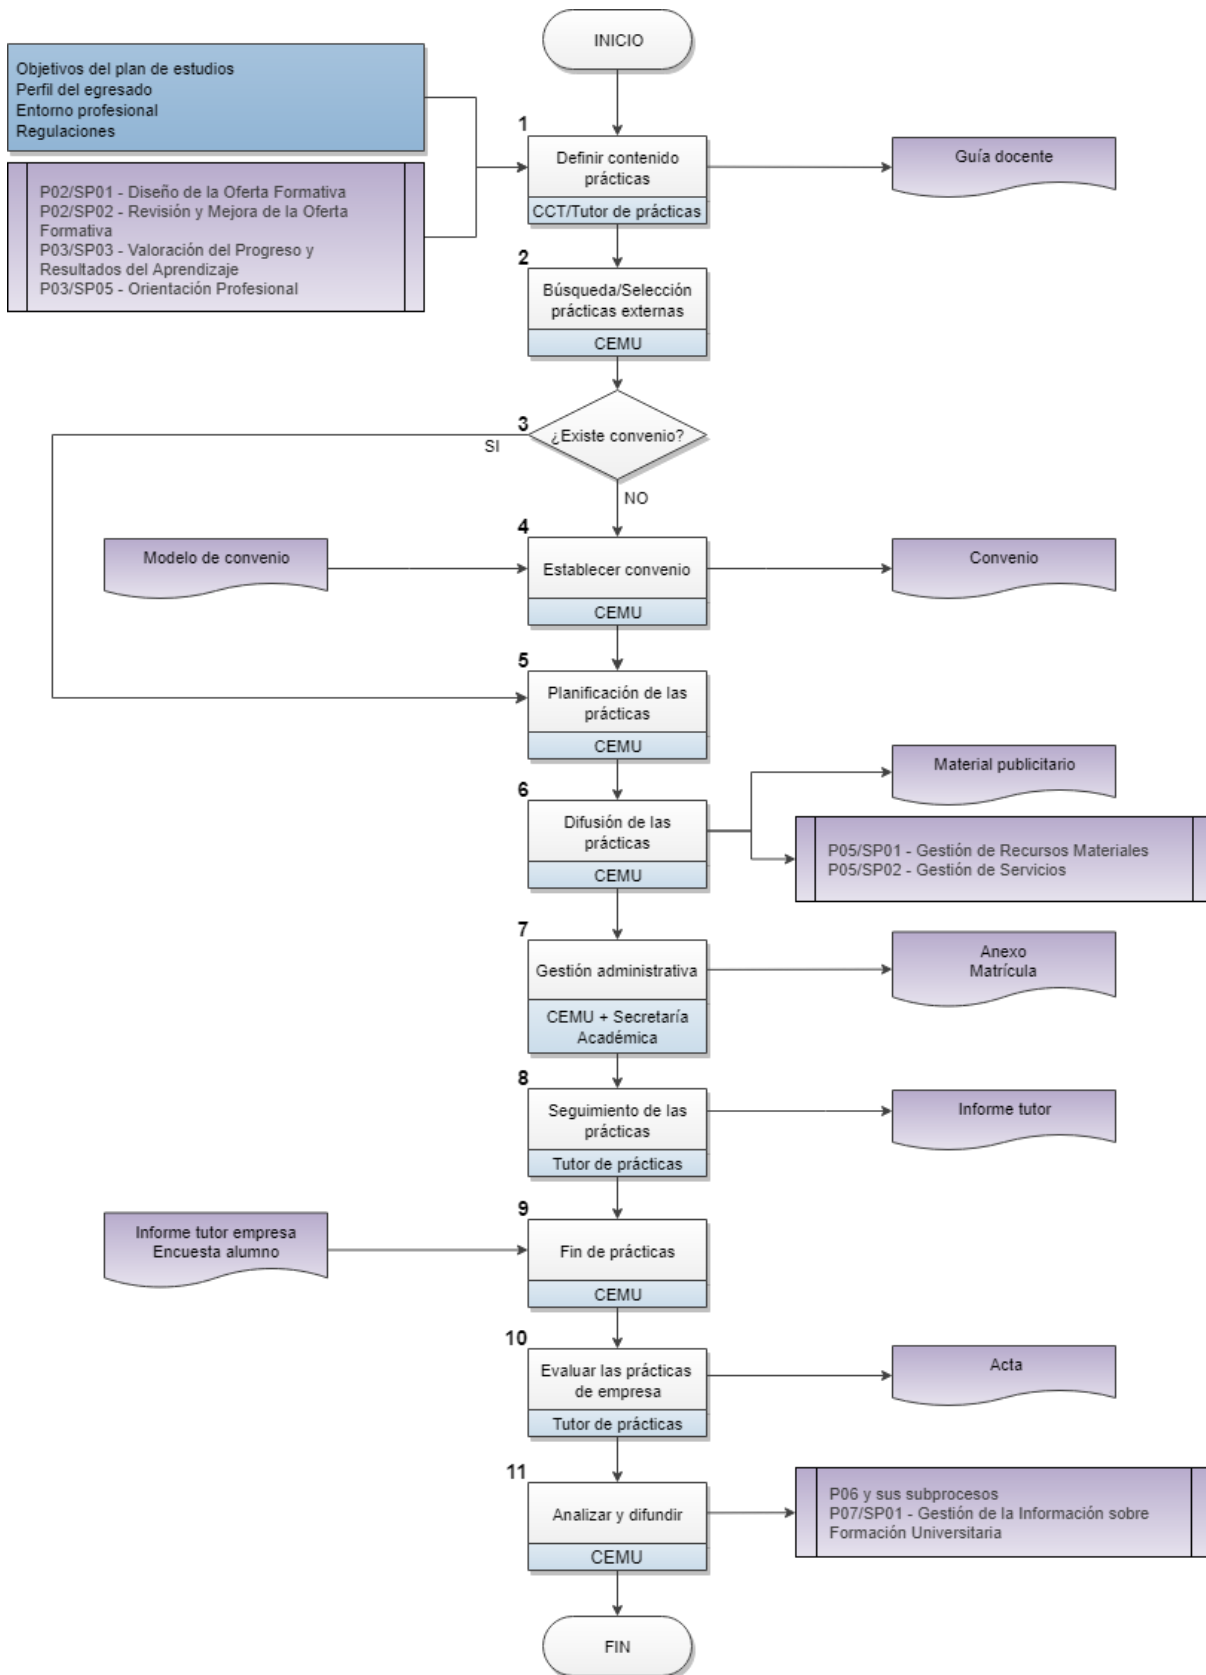 INICIO
Objetivos del plan de estudios
Perfil del egresado
Entorno profesional
Regulaciones
P02/SP01 - Diseño de la Oferta Formativa
P02/SP02 - Revisión y Mejora de la Oferta
Formativa
P03/SP03 - Valoración del Progreso y
Resultados del Aprendizaje
P03/SP05 - Orientación Profesional
1
Definir contenido
prácticas
CCT/Tutor de prácticas
Guía docente
2
Búsqueda/Selección
prácticas externas
CEMU
3
¿Existe convenio?
SI
NO
4
Modelo de convenio
Establecer convenio
CEMU
Convenio
5
Planificación de las
prácticas
CEMU
6
Difusión de las
prácticas
CEMU
Material publicitario
P05/SP01 - Gestión de Recursos Materiales
P05/SP02 - Gestión de Servicios
7
Gestión administrativa
CEMU + Secretaría
Académica
Anexo
Matrícula
8
Seguimiento de las
prácticas
Tutor de prácticas
Informe tutor
9
Informe tutor empresa
Encuesta alumno
Fin de prácticas
CEMU
10
Evaluar las prácticas
de empresa
Tutor de prácticas
Acta
11
Analizar y difundir
CEMU
P06 y sus subprocesos
P07/SP01 - Gestión de la Información sobre
Formación Universitaria
FIN